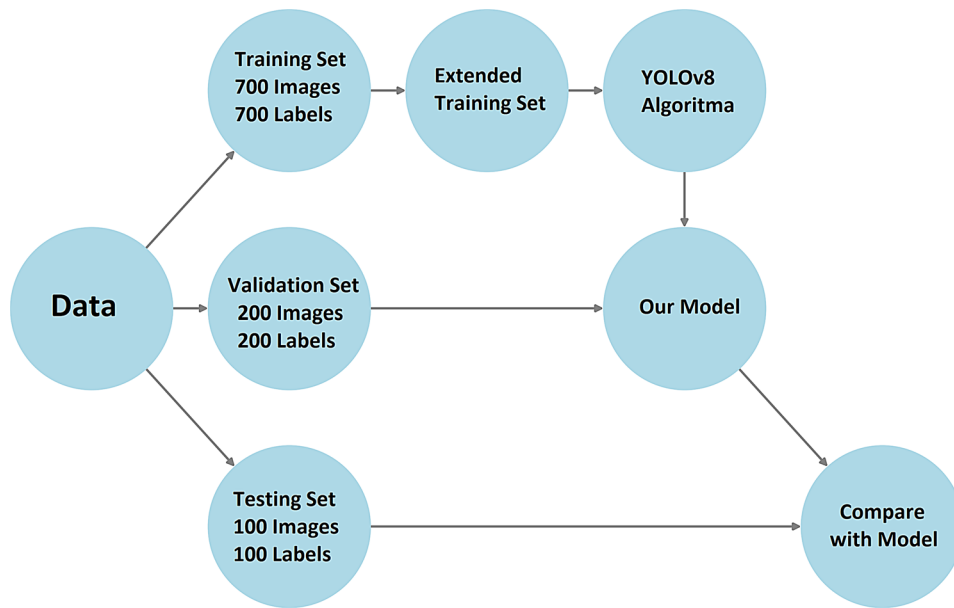 Training Set
700 Images
700 Labels
Extended
Training Set
YOLOv8
Algoritma
Data
Validation Set
200 Images
200 Labels
Our Model
Testing Set
100 Images
100 Labels
Compare
with Model